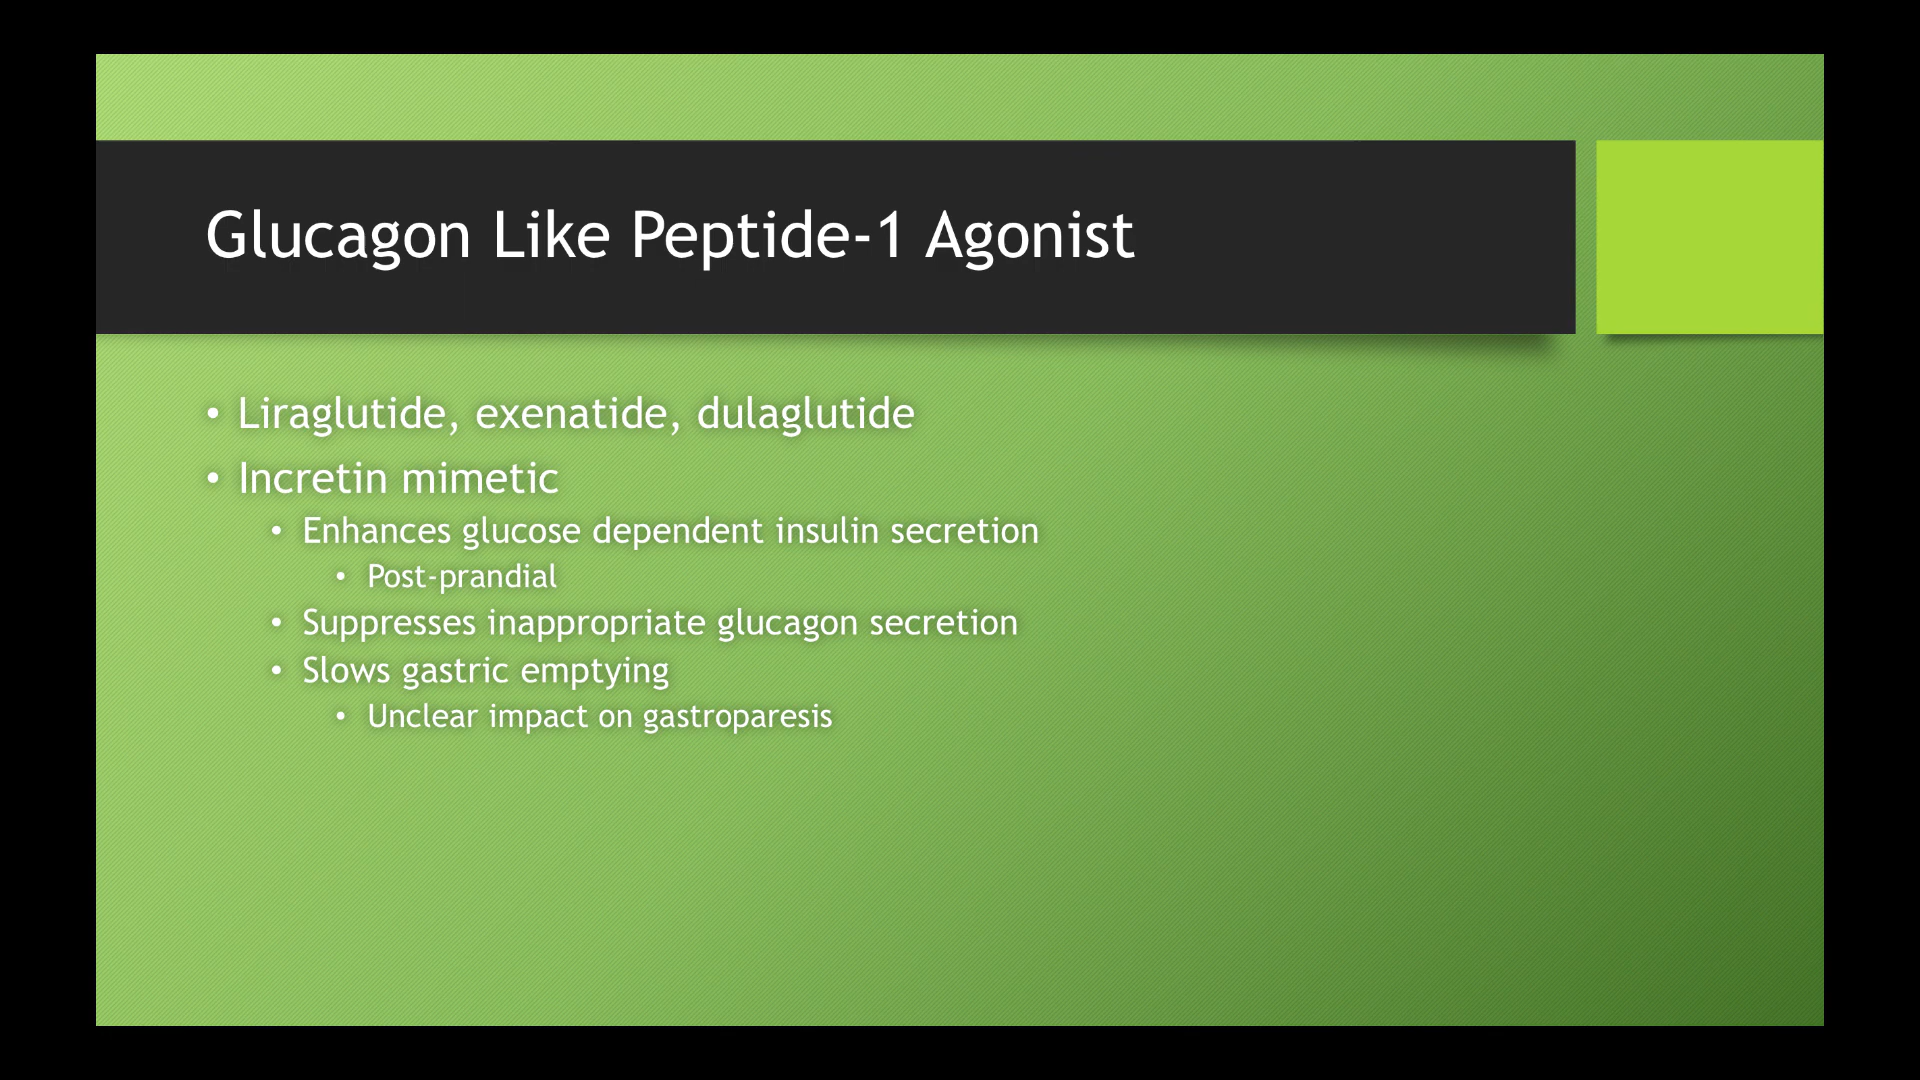 Glucagon Like Peptide-1 Agonist
• Liraglutide, exenatide, dulaglutide
• Incretin mimetic
• Enhances glucose dependent insulin secretion
• Post-prandial
• Suppresses inappropriate glucagon secretion
• Slows gastric emptying
• Unclear impact on gastroparesis